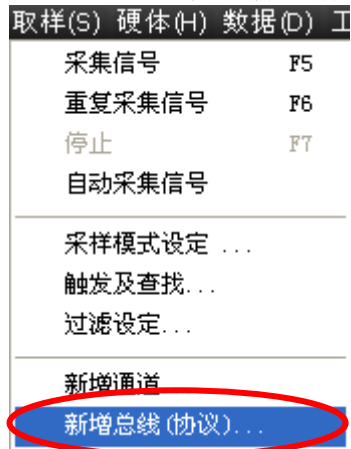 取样(S) 硬体(H) 数据(D) 工
采集信号 F5
重复采集信号 F6
停止 F7
自动采集信号
采样模式设定 ...
触发及查找...
过滤设定...
新增通道
新增总线(协议)...